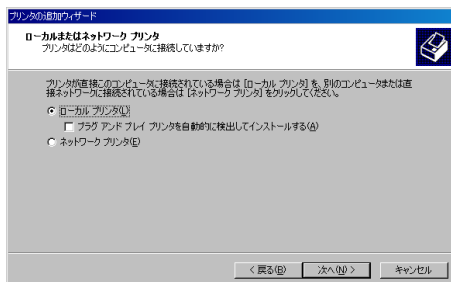 プリンタの追加ウィザード
ローカルまたはネットワーク プリンタ
プリンタはどのようにコンピュータに接続していますか?
プリンタが直接このコンピュータに接続されている場合は [ローカル プリンタ] を、別のコンピュータまたは直
接ネットワークに接続されている場合は [ネットワーク プリンタ] をクリックしてください。
ローカル プリンタ(L)
プラグ アンド プレイ プリンタを自動的に検出してインストールする(A)
ネットワーク プリンタ(E)
< 戻る(B)
次へ(N) >
キャンセル